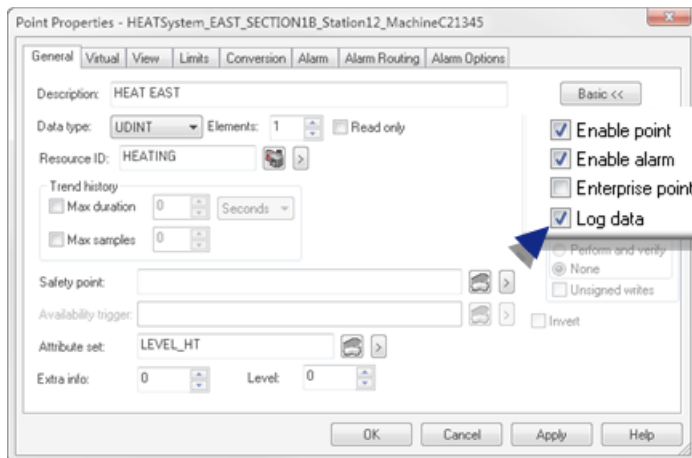 Point Properties - HEATSystem_EAST_SECTION1B_Station12_MachineC21345
General Virtual View Limits Conversion Alarm Alarm Routing Alarm Options
Description: HEAT EAST
Basic <<
Data type: UDINT Elements: 1 Read only
Enable point
Resource ID: HEATING
Enable alarm
Enterprise point
Trend history
Max duration 0 Seconds
Log data
Max samples 0
Perform and verify
None
Unsigned writes
Safety point:
Availability trigger:
Invert
Attribute set: LEVEL_HT
Extra info: 0 Level: 0
OK Cancel Apply Help